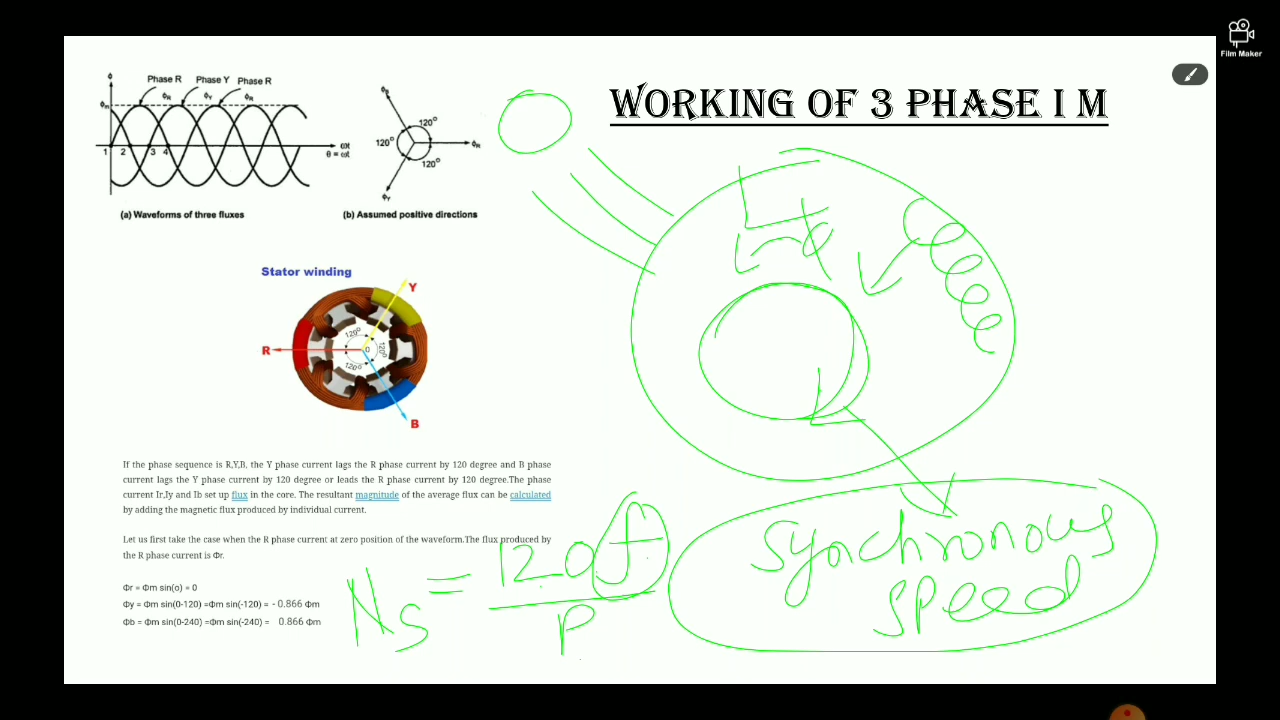 Film Maker
WORKING OF 3 PHASE I M
Phase R Phase Y Phase R
ϕ
ϕm ϕR ϕY ϕR
1 2 3 4
ωt
θ = ωt
(a) Waveforms of three fluxes
ϕB
120°
120° ϕR
120°
ϕY
(b) Assumed positive directions
Stator winding
Y
R
B
120°
120°
120°
0
If the phase sequence is R,Y,B, the Y phase current lags the R phase current by 120 degree and B phase
current lags the Y phase current by 120 degree or leads the R phase current by 120 degree.The phase
current Ir,Iy and Ib set up flux in the core. The resultant magnitude of the average flux can be calculated
by adding the magnetic flux produced by individual current.
Let us first take the case when the R phase current at zero position of the waveform.The flux produced by
the R phase current is Φr.
Φr = Φm sin(o) = 0
Φy = Φm sin(0-120) =Φm sin(-120) = - 0.866 Φm
Φb = Φm sin(0-240) =Φm sin(-240) = 0.866 Φm
ϕ
Ns = 120f
P
synchronous
speed